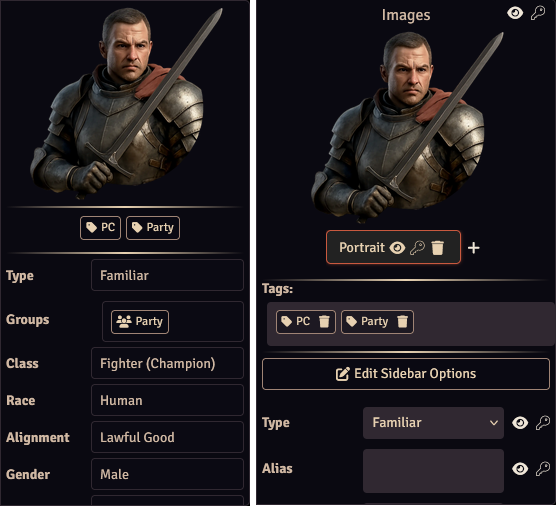 PC Party
Type Familiar
Groups Party
Class Fighter (Champion)
Race Human
Alignment Lawful Good
Gender Male
Images
Portrait
Tags:
PC Party
Edit Sidebar Options
Type Familiar
Alias